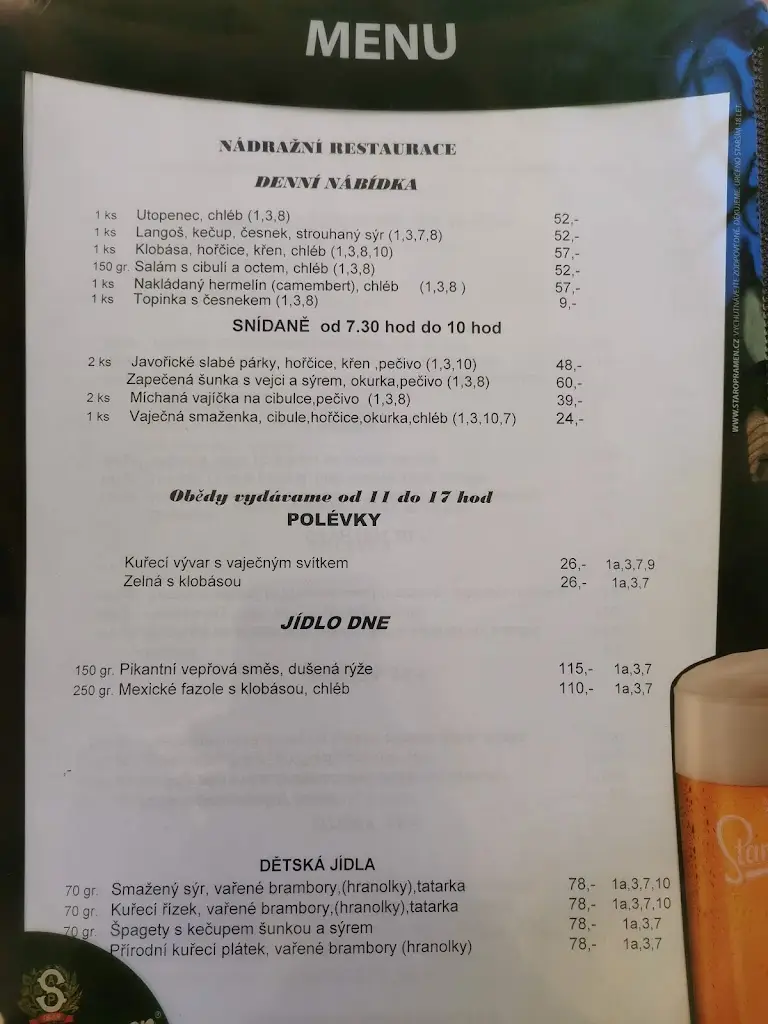 MENU
NÁDRAŽNÍ RESTAURACE
DENNÍ NÁBÍDKA
1 ks Utopenec, chléb (1,3,8) 52,-
1 ks Langoš, kečup, česnek, strouhaný sýr (1,3,7,8) 52,-
1 ks Klobása, hořčice, křen, chléb (1,3,8,10) 57,-
150 gr. Salám s cibulí a octem, chléb (1,3,8) 52,-
1 ks Nakládaný hermelín (camembert), chléb (1,3,8 ) 57,-
1 ks Topinka s česnekem (1,3,8) 9,-
SNÍDANĚ od 7.30 hod do 10 hod
2 ks Javořické slabé párky, hořčice, křen ,pečivo (1,3,10) 48,-
Zapečená šunka s vejci a sýrem, okurka,pečivo (1,3,8) 60,-
2 ks Míchaná vajíčka na cibulce,pečivo (1,3,8) 39,-
1 ks Vaječná smaženka, cibule,hořčice,okurka,chléb (1,3,10,7) 24,-
Obědy vydávame od 11 do 17 hod
POLÉVKY
Kuřecí vývar s vaječným svítkem 26,- 1a,3,7,9
Zelná s klobásou 26,- 1a,3,7
JÍDLO DNE
150 gr. Pikantní vepřová směs, dušená rýže 115,- 1a,3,7
250 gr. Mexické fazole s klobásou, chléb 110,- 1a,3,7
DĚTSKÁ JÍDLA
70 gr. Smažený sýr, vařené brambory,(hranolky),tatarka 78,- 1a,3,7,10
70 gr. Kuřecí řízek, vařené brambory,(hranolky),tatarka 78,- 1a,3,7,10
70 gr. Špagety s kečupem šunkou a sýrem 78,- 1a,3,7
Přírodní kuřecí plátek, vařené brambory (hranolky) 78,- 1a,3,7
WWW.STAROPRAMEN.CZ VYCHUTNÁVEJTE ZODPOVĚDNĚ. DĚKUJEME. URČENO STARŠÍM 18 LET.